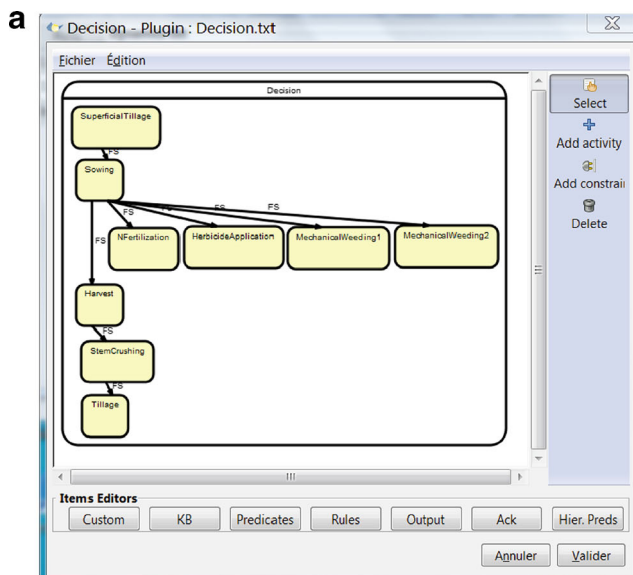 a
Decision - Plugin : Decision.txt
Fichier Édition
Decision
SuperficialTillage
FS
Sowing
FS
FS
FS
FS
FS
NFertilization
HerbicideApplication
MechanicalWeeding1
MechanicalWeeding2
Harvest
FS
StemCrushing
FS
Tillage
Select
Add activity
Add constrai
Delete
Items Editors
Custom KB Predicates Rules Output Ack Hier. Preds
Annuler Valider